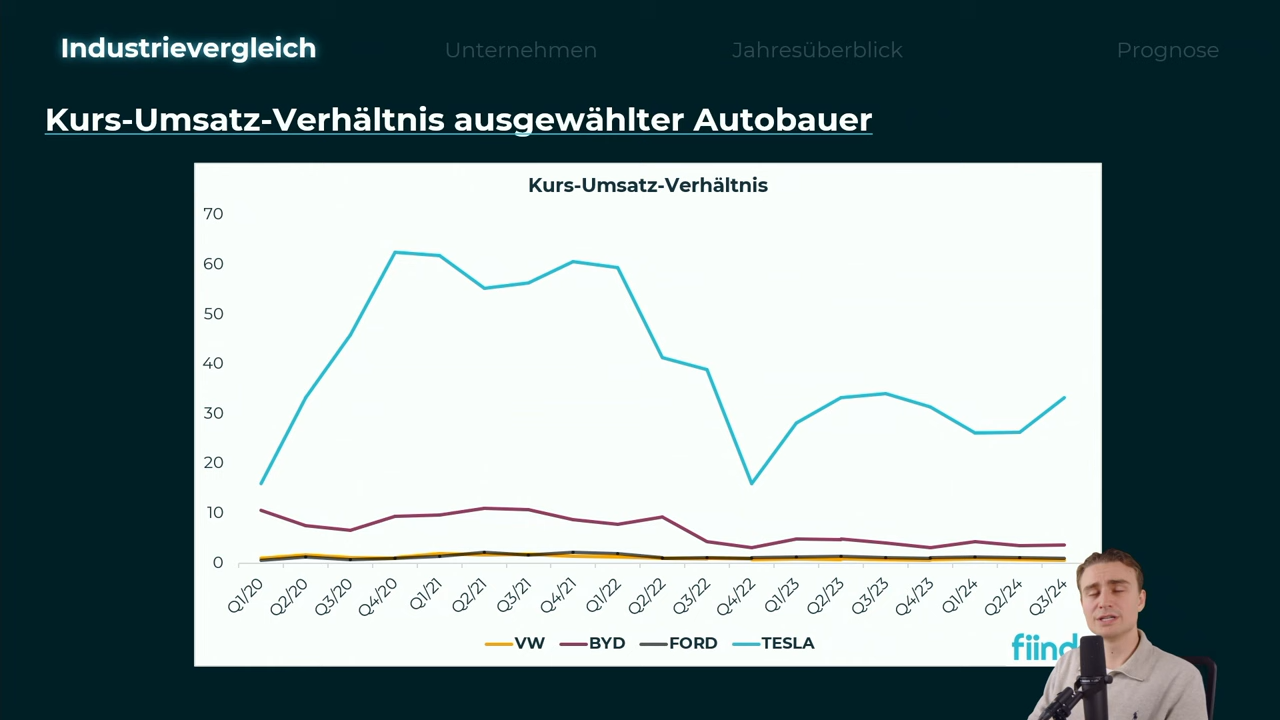 Industrievergleich
Unternehmen
Jahresüberblick
Prognose
Kurs-Umsatz-Verhältnis ausgewählter Autobauer
Kurs-Umsatz-Verhältnis
70
60
50
40
30
20
10
0
Q1/20 Q2/20 Q3/20 Q4/20 Q1/21 Q2/21 Q3/21 Q4/21 Q1/22 Q2/22 Q3/22 Q4/22 Q1/23 Q2/23 Q3/23 Q4/23 Q1/24 Q2/24 Q3/24
VW BYD FORD TESLA